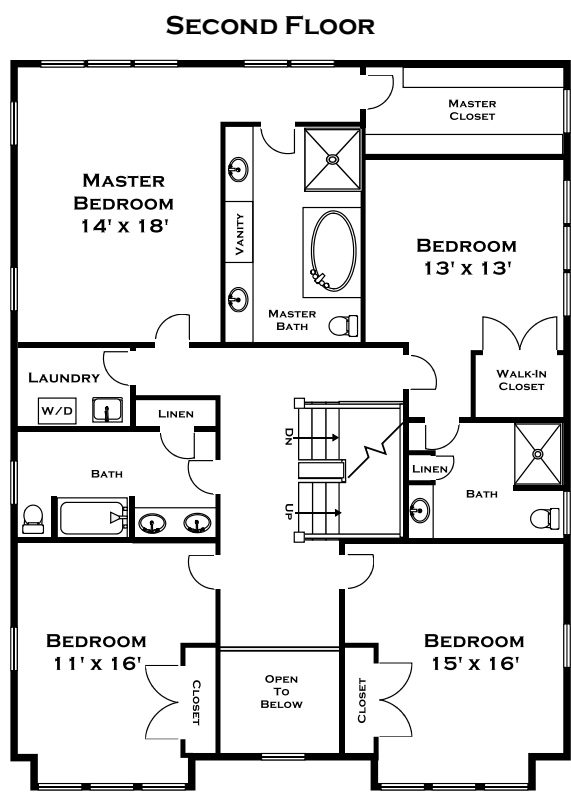 SECOND FLOOR
MASTER
CLOSET
MASTER
BEDROOM
14' X 18'
VANITY
BEDROOM
13' X 13'
MASTER
BATH
LAUNDRY
W/D
LINEN
WALK-IN
CLOSET
DN
UP
BATH
LINEN
BATH
BEDROOM
11' X 16'
CLOSET
OPEN
TO
BELOW
CLOSET
BEDROOM
15' X 16'